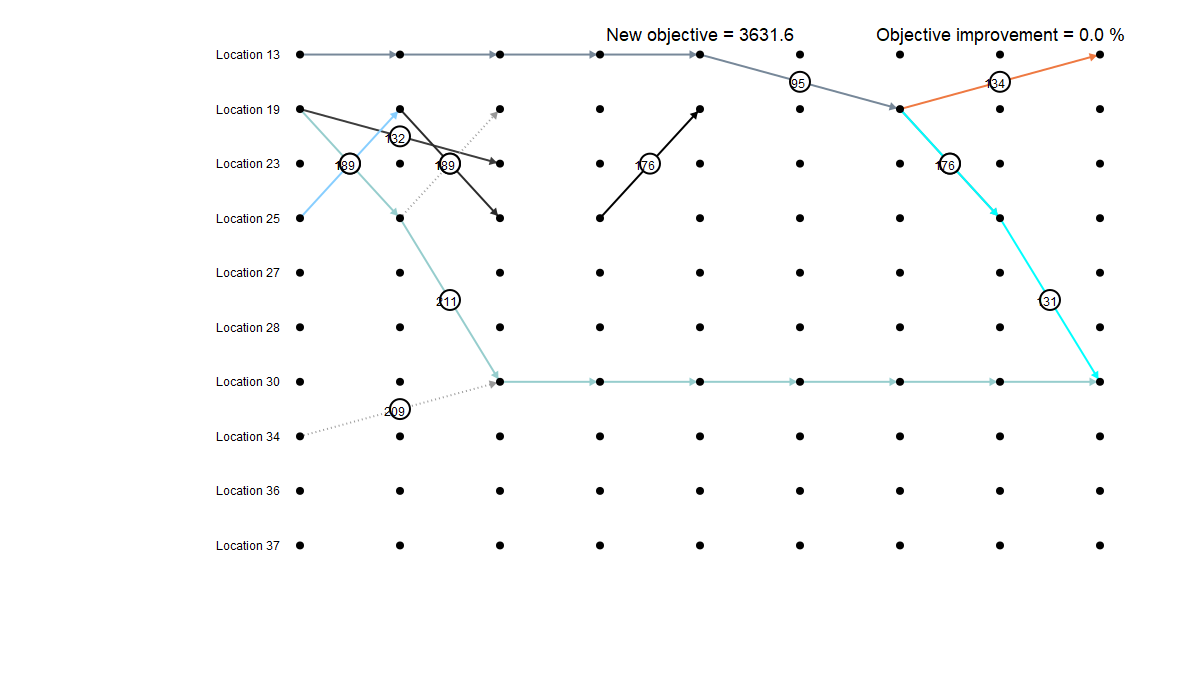 New objective = 3631.6
Objective improvement = 0.0 %
Location 13
95
134
Location 19
132
Location 23
189
189
176
176
Location 25
Location 27
211
131
Location 28
Location 30
209
Location 34
Location 36
Location 37